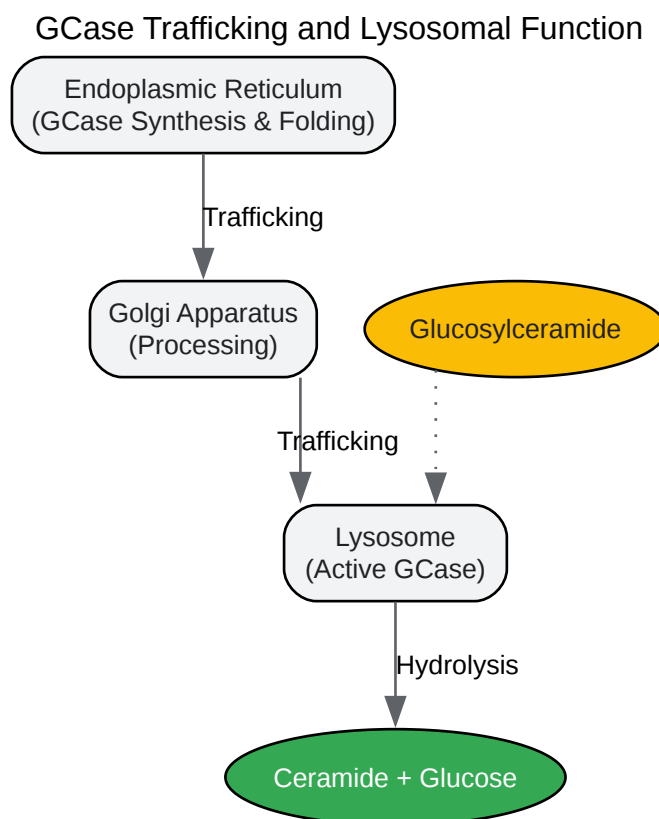 GCase Trafficking and Lysosomal Function
Endoplasmic Reticulum
(GCase Synthesis & Folding)
Trafficking
Golgi Apparatus
(Processing)
Glucosylceramide
Trafficking
Lysosome
(Active GCase)
Hydrolysis
Ceramide + Glucose